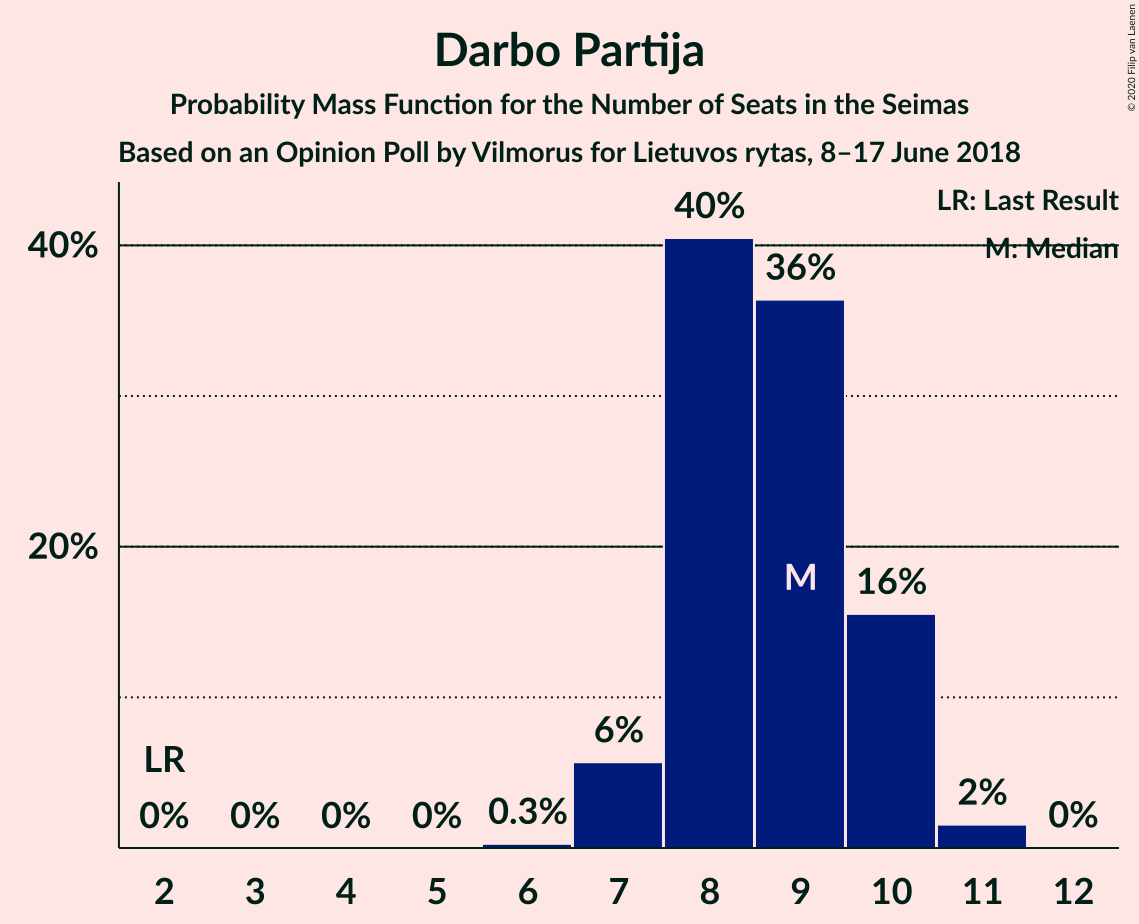 Darbo Partija
Probability Mass Function for the Number of Seats in the Seimas
Based on an Opinion Poll by Vilmorus for Lietuvos rytas, 8–17 June 2018
© 2020 Filip van Laenen
LR: Last Result
M: Median
40%
20%
LR
0%
0%
0%
0%
0.3%
6%
40%
36%
M
16%
2%
0%
2 3 4 5 6 7 8 9 10 11 12